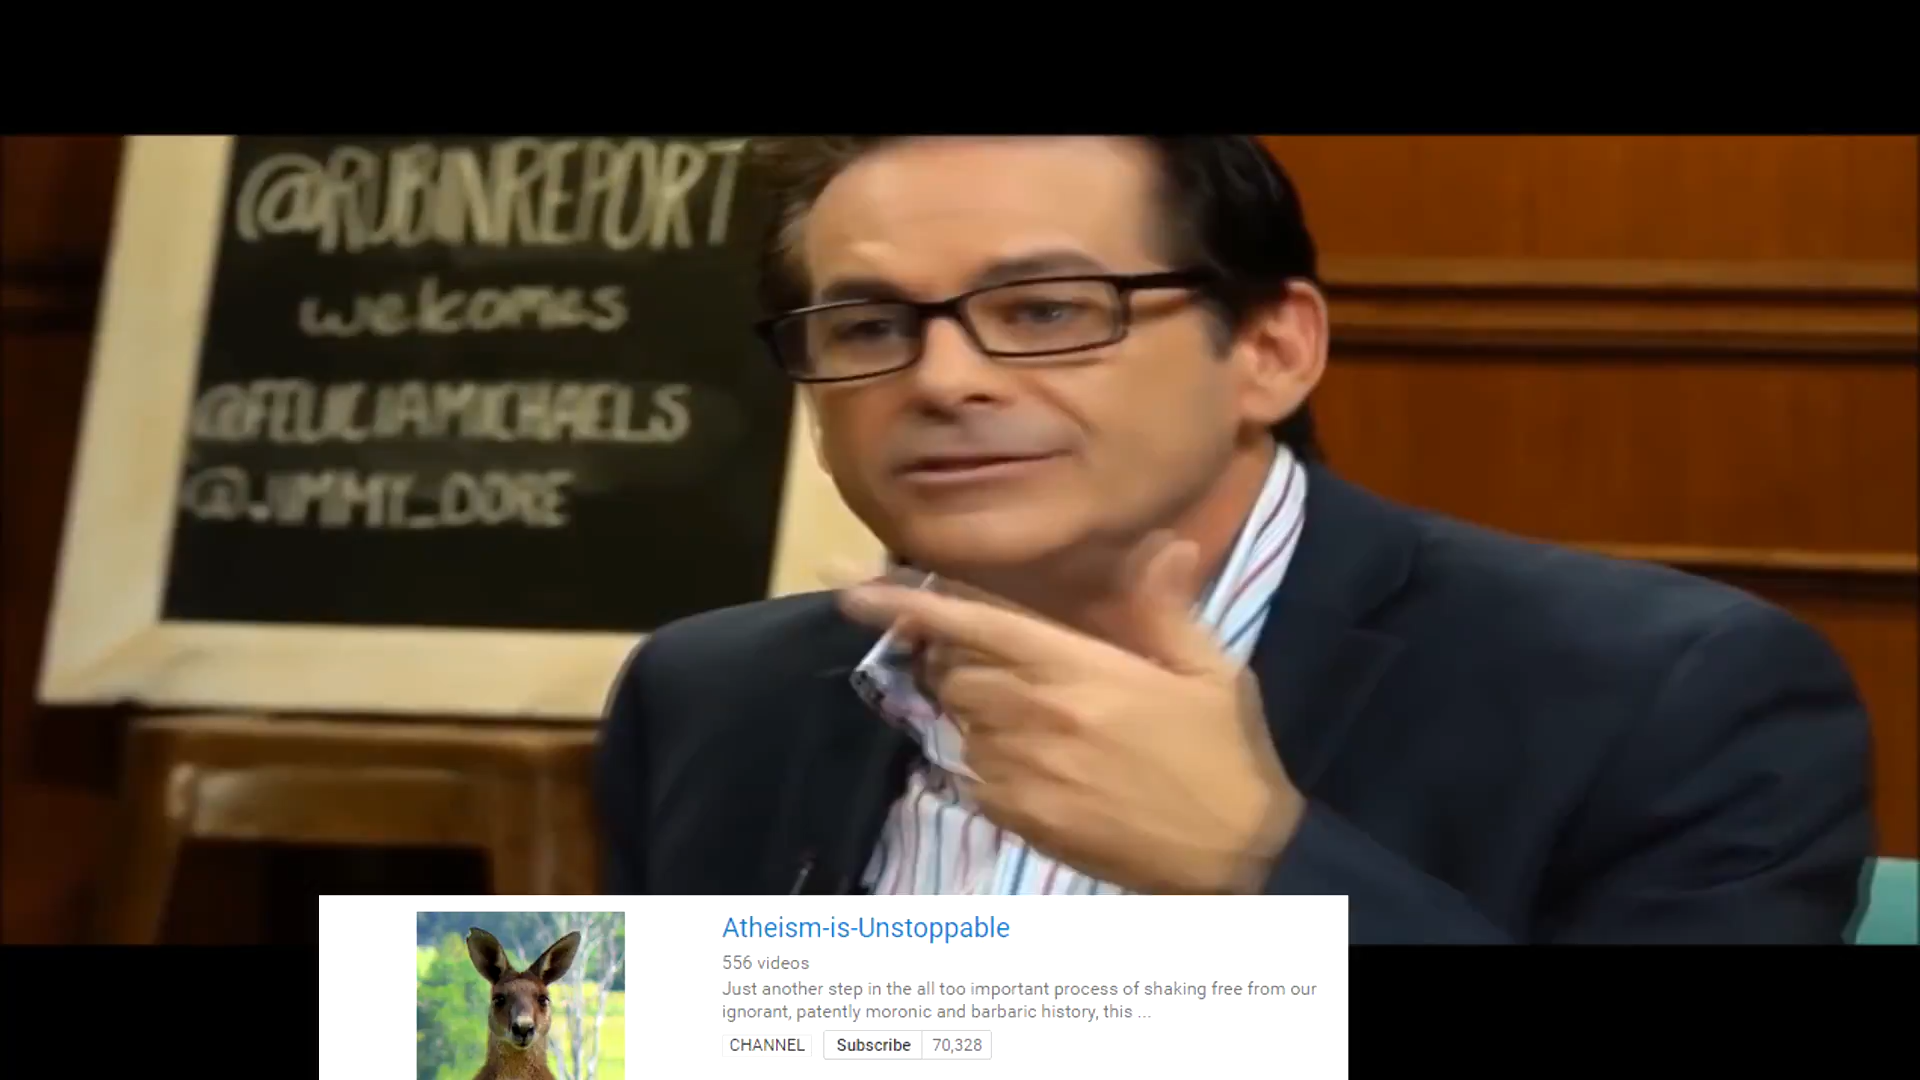 @RUBINREPORT
welcomes
@FELICIAMICHAELS
@JIMMY_DORE
Atheism-is-Unstoppable
556 videos
Just another step in the all too important process of shaking free from our
ignorant, patently moronic and barbaric history, this ...
CHANNEL Subscribe 70,328